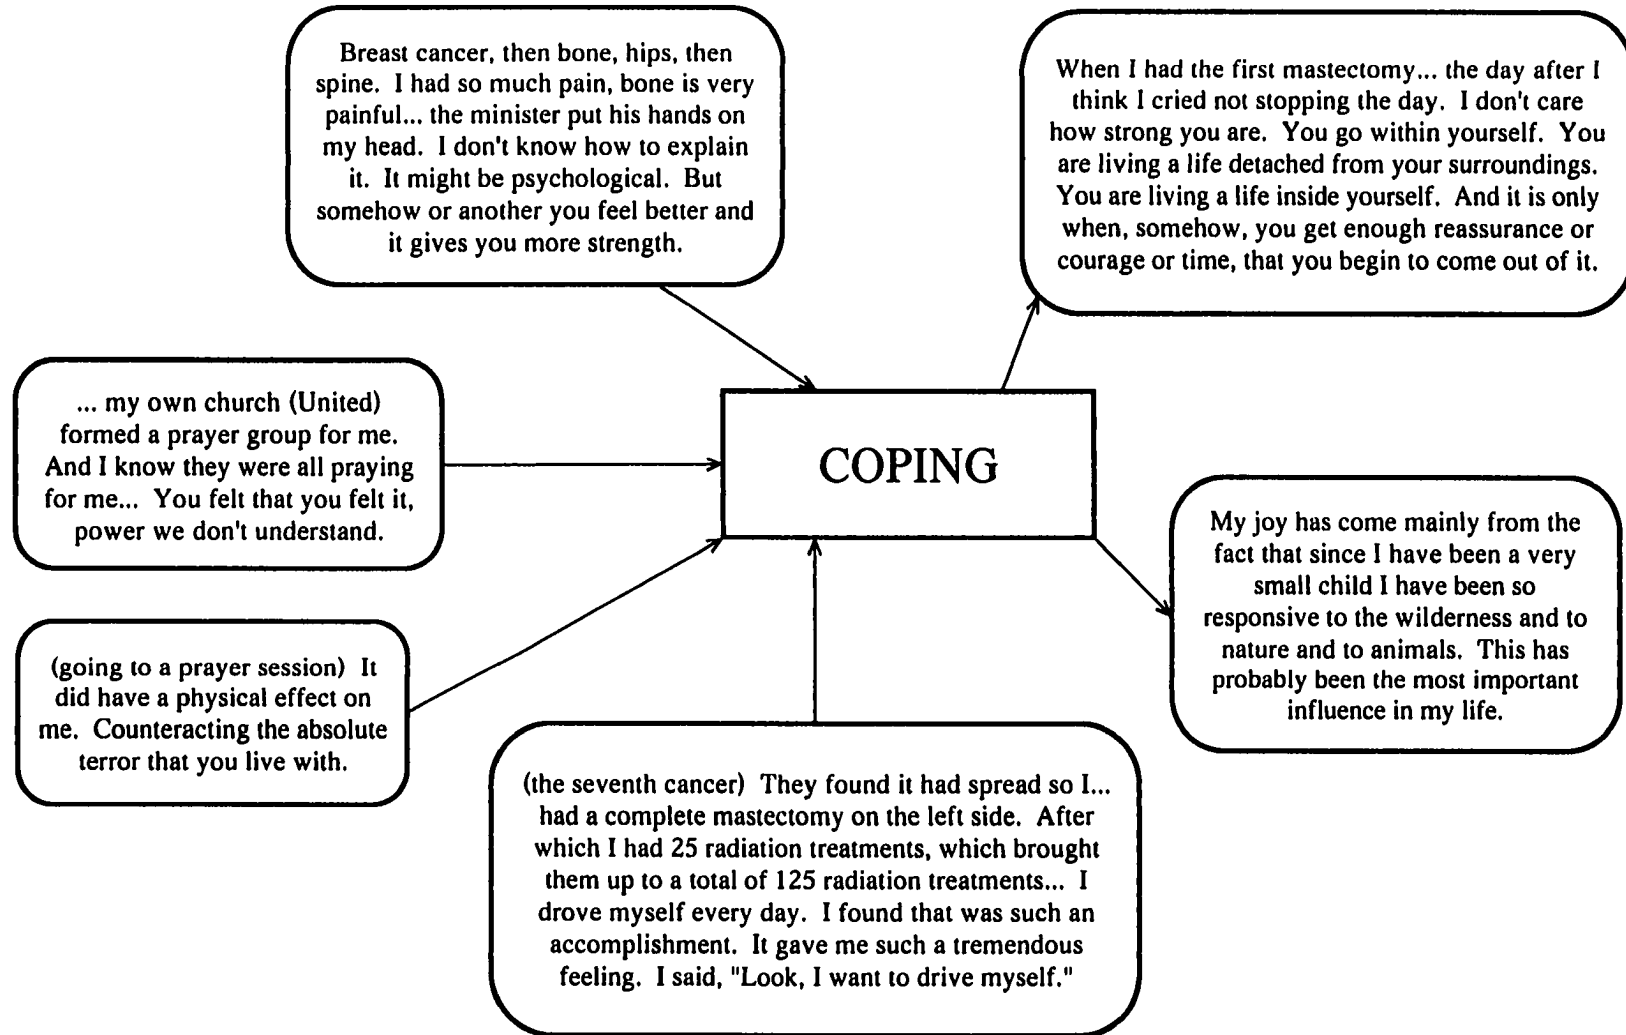 Breast cancer, then bone, hips, then
spine. I had so much pain, bone is very
painful... the minister put his hands on
my head. I don't know how to explain
it. It might be psychological. But
somehow or another you feel better and
it gives you more strength.
When I had the first mastectomy... the day after I
think I cried not stopping the day. I don't care
how strong you are. You go within yourself. You
are living a life detached from your surroundings.
You are living a life inside yourself. And it is only
when, somehow, you get enough reassurance or
courage or time, that you begin to come out of it.
... my own church (United)
formed a prayer group for me.
And I know they were all praying
for me... You felt that you felt it,
power we don't understand.
COPING
My joy has come mainly from the
fact that since I have been a very
small child I have been so
responsive to the wilderness and to
nature and to animals. This has
probably been the most important
influence in my life.
(going to a prayer session) It
did have a physical effect on
me. Counteracting the absolute
terror that you live with.
(the seventh cancer) They found it had spread so I...
had a complete mastectomy on the left side. After
which I had 25 radiation treatments, which brought
them up to a total of 125 radiation treatments... I
drove myself every day. I found that was such an
accomplishment. It gave me such a tremendous
feeling. I said, "Look, I want to drive myself."